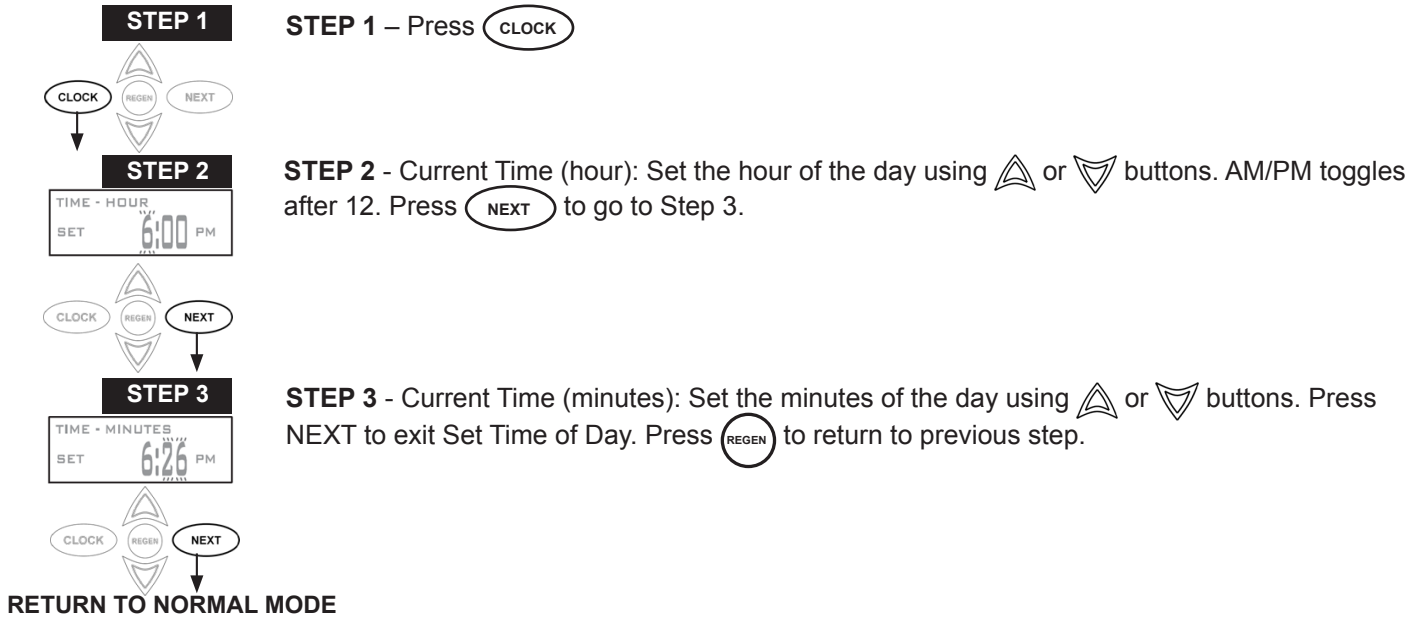 STEP 1
STEP 1 – Press CLOCK
CLOCK REGEN NEXT
STEP 2
STEP 2 - Current Time (hour): Set the hour of the day using or buttons. AM/PM toggles
after 12. Press NEXT to go to Step 3.
TIME - HOUR
SET 6:00 PM
CLOCK REGEN NEXT
STEP 3
STEP 3 - Current Time (minutes): Set the minutes of the day using or buttons. Press
NEXT to exit Set Time of Day. Press REGEN to return to previous step.
TIME - MINUTES
SET 6:26 PM
CLOCK REGEN NEXT
RETURN TO NORMAL MODE